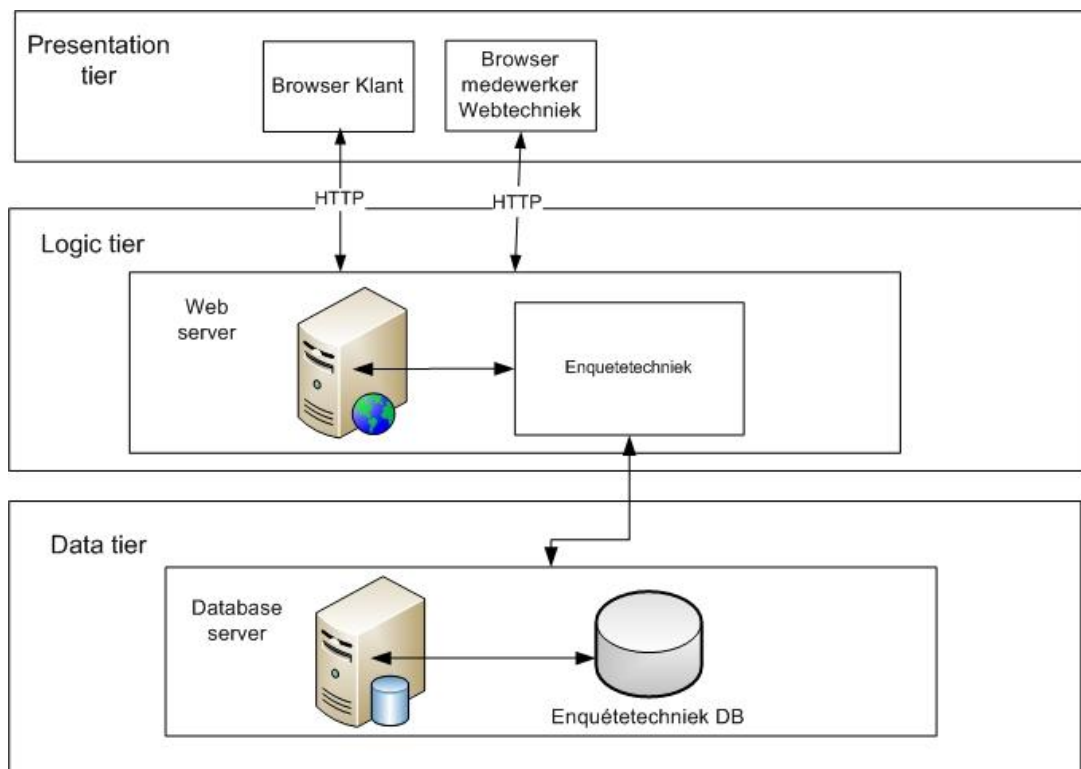 Presentation
tier
Browser Klant
Browser
medewerker
Webtechniek
HTTP
HTTP
Logic tier
Web
server
Enquetetechniek
Data tier
Database
server
Enquétetechniek DB